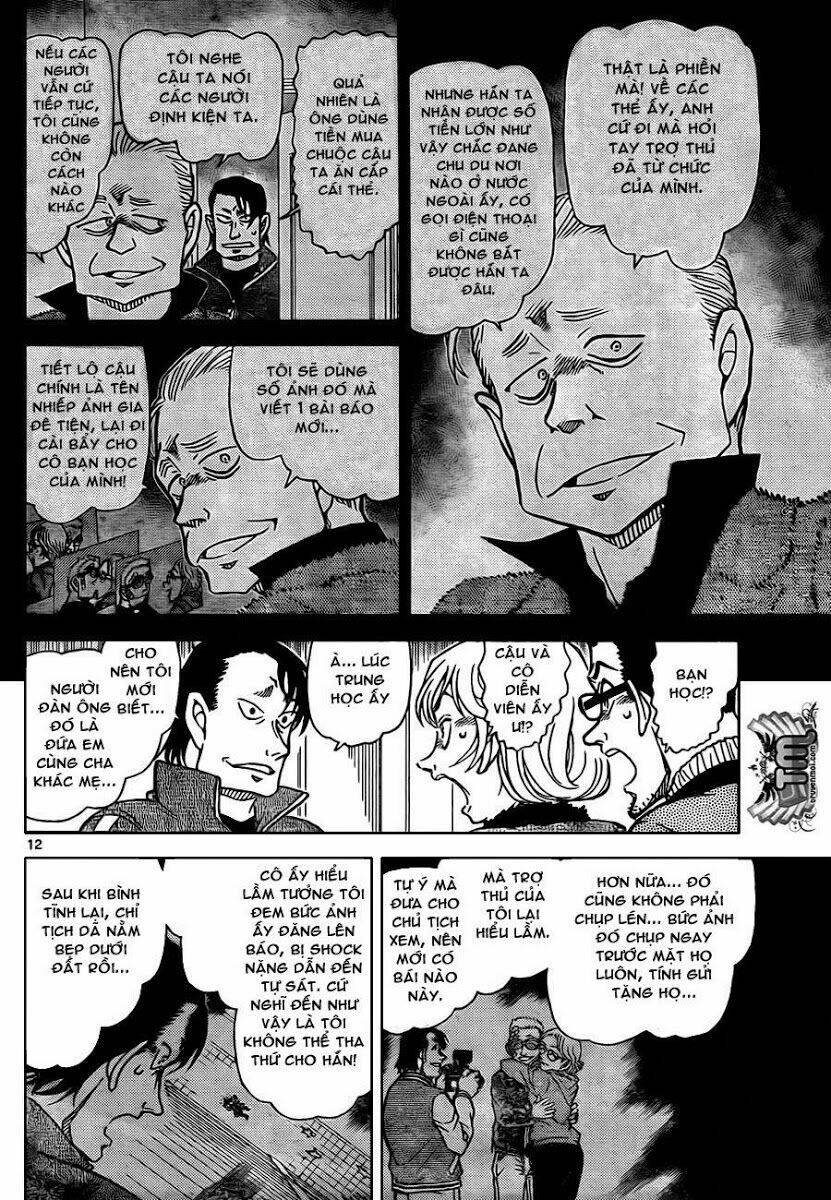 THẬT LÀ PHIỀN
MÀ! VỀ CÁC
THẺ ẤY, ANH
CỨ ĐI MÀ HỎI
TAY TRỢ THỦ
ĐÃ TỪ CHỨC
CỦA MÌNH.
NHƯNG HẮN TA
NHẬN ĐƯỢC SỐ
TIỀN LỚN NHƯ
VẬY CHẮC ĐANG
CHU DU NƠI
NÀO Ở NƯỚC
NGOÀI ẤY, CÓ
GỌI ĐIỆN THOẠI
GÌ CŨNG
KHÔNG BẮT
ĐƯỢC HẮN TA
ĐÂU.
QUẢ
NHIÊN LÀ
ÔNG DÙNG
TIỀN MUA
CHUỘC CÂU TA
ĂN CẮP
CÁI THẺ.
TÔI NGHE
CÂU TA NÓI
CÁC NGƯỜI
ĐỊNH KIỆN TA.
NẾU CÁC
NGƯỜI
VẪN CỨ
TIẾP TỤC,
TÔI CŨNG
KHÔNG
CÒN
CÁCH
NÀO KHÁC
TÔI SẼ DÙNG
SỐ ẢNH ĐÓ MÀ
VIẾT 1 BÀI BÁO
MỚI...
TIẾT LỘ CẬU
CHÍNH LÀ TÊN
NHIẾP ẢNH GIA
ĐÊ TIỆN, LẠI ĐI
CÀI BẨY CHO
CÔ BẠN HỌC
CỦA MÌNH!
BẠN
HỌC!?
CẬU VÀ
CÔ
DIỄN
VIÊN ẤY
Ư!?
À... LÚC
TRUNG
HỌC ẤY
CHO
NÊN TÔI
MỚI
BIẾT...
NGƯỜI
ĐÀN ÔNG
ĐÓ LÀ
ĐỨA EM
CÙNG CHA
KHÁC MẸ...
TM
truyentranhmoi.com
12
HƠN NỮA... ĐÓ
CŨNG KHÔNG PHẢI
CHỤP LÉN... BỨC ẢNH
ĐÓ CHỤP NGAY
TRƯỚC MẶT HỌ
LUÔN, TÍNH GỬI
TẶNG HỌ...
MÀ TRỢ
THỦ CỦA
TÔI LẠI
HIỂU LẦM.
TỰ Ý MÀ
ĐƯA CHO
CHỦ TỊCH
XEM, NÊN
MỚI CÓ
BÁI NÀO
NÀY.
CÔ ẤY HIỂU
LẦM TƯỞNG TÔI
ĐEM BỨC ẢNH
ẤY ĐĂNG LÊN
BÁO, BỊ SHOCK
NẶNG DẪN ĐẾN
TỰ SÁT. CỨ
NGHĨ ĐẾN NHƯ
VẬY LÀ TÔI
KHÔNG THỂ THA
THỨ CHO HẮN!
SAU KHI BÌNH
TĨNH LẠI, CHỈ
TỊCH DÃ NẰM
BẸP DƯỚI
ĐẤT RỒI...